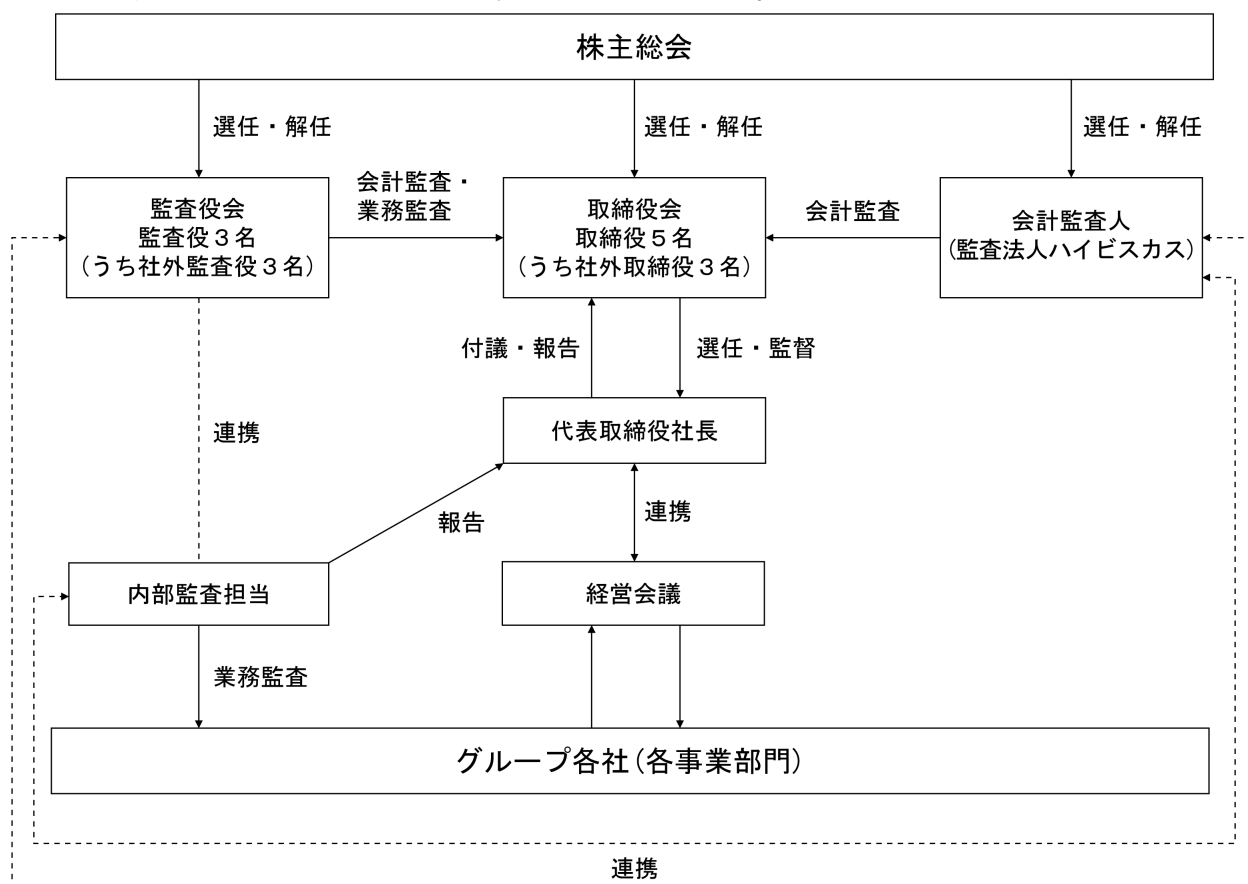 株主総会
選任・解任
選任・解任
選任・解任
監査役会
監査役３名
（うち社外監査役３名）
会計監査・
業務監査
取締役会
取締役５名
（うち社外取締役３名）
会計監査
会計監査人
（監査法人ハイビスカス）
付議・報告
選任・監督
連携
代表取締役社長
報告
連携
内部監査担当
経営会議
業務監査
グループ各社（各事業部門）
連携